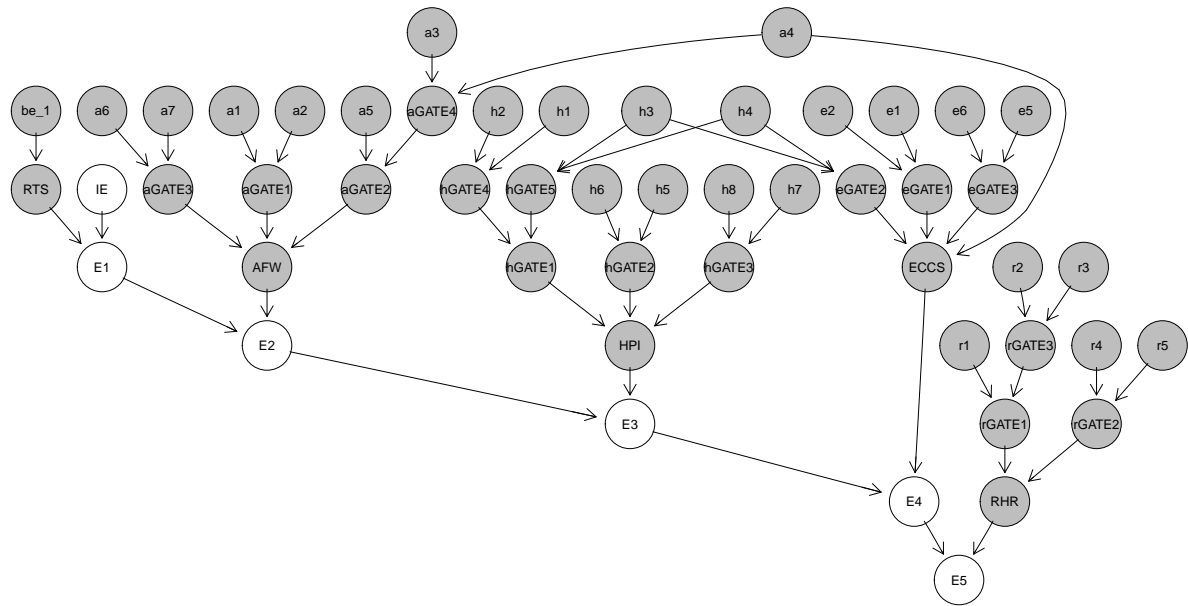 a3 a4
be_1 a6 a7 a1 a2 a5 aGATE4 h2 h1 h3 h4 e2 e1 e6 e5
RTS IE aGATE3 aGATE1 aGATE2 hGATE4 hGATE5 h6 h5 h8 h7 eGATE2 eGATE1 eGATE3
E1 AFW hGATE1 hGATE2 hGATE3 ECCS r2 r3
E2 HPI r1 rGATE3 r4 r5
E3 rGATE1 rGATE2
E4 RHR
E5